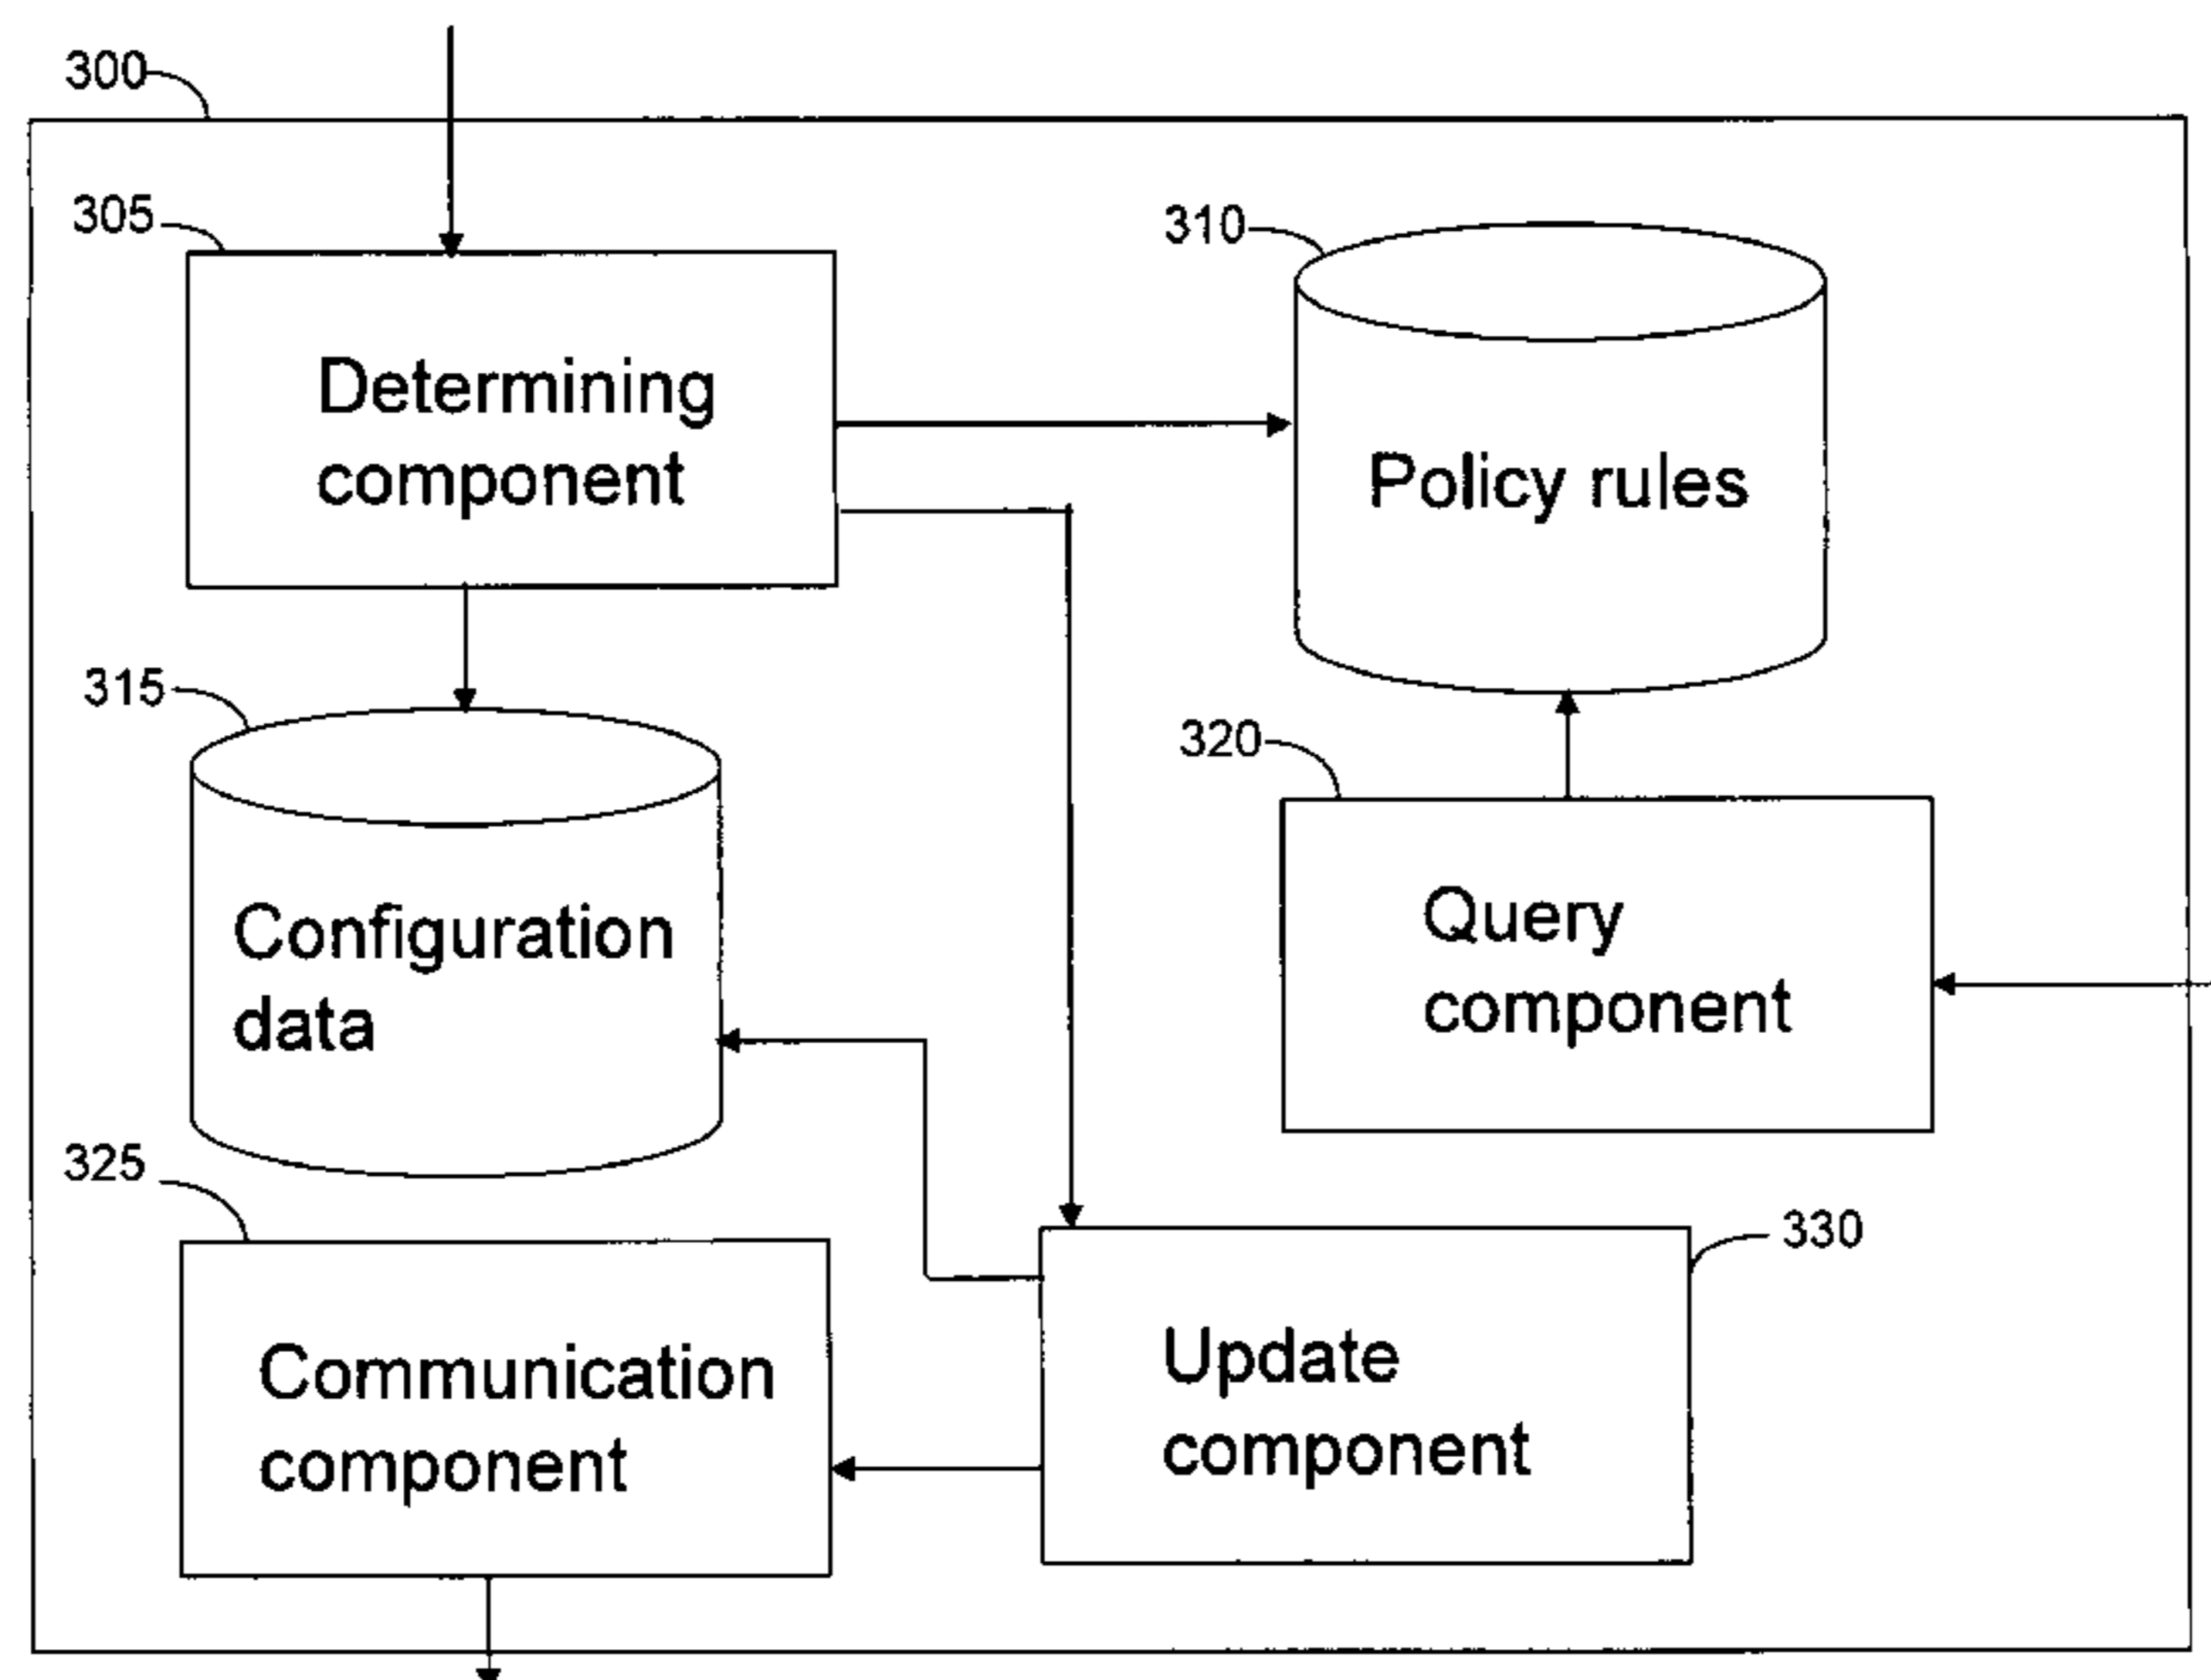 300
305
Determining
component
310
Policy rules
315
Configuration
data
320
Query
component
325
Communication
component
330
Update
component